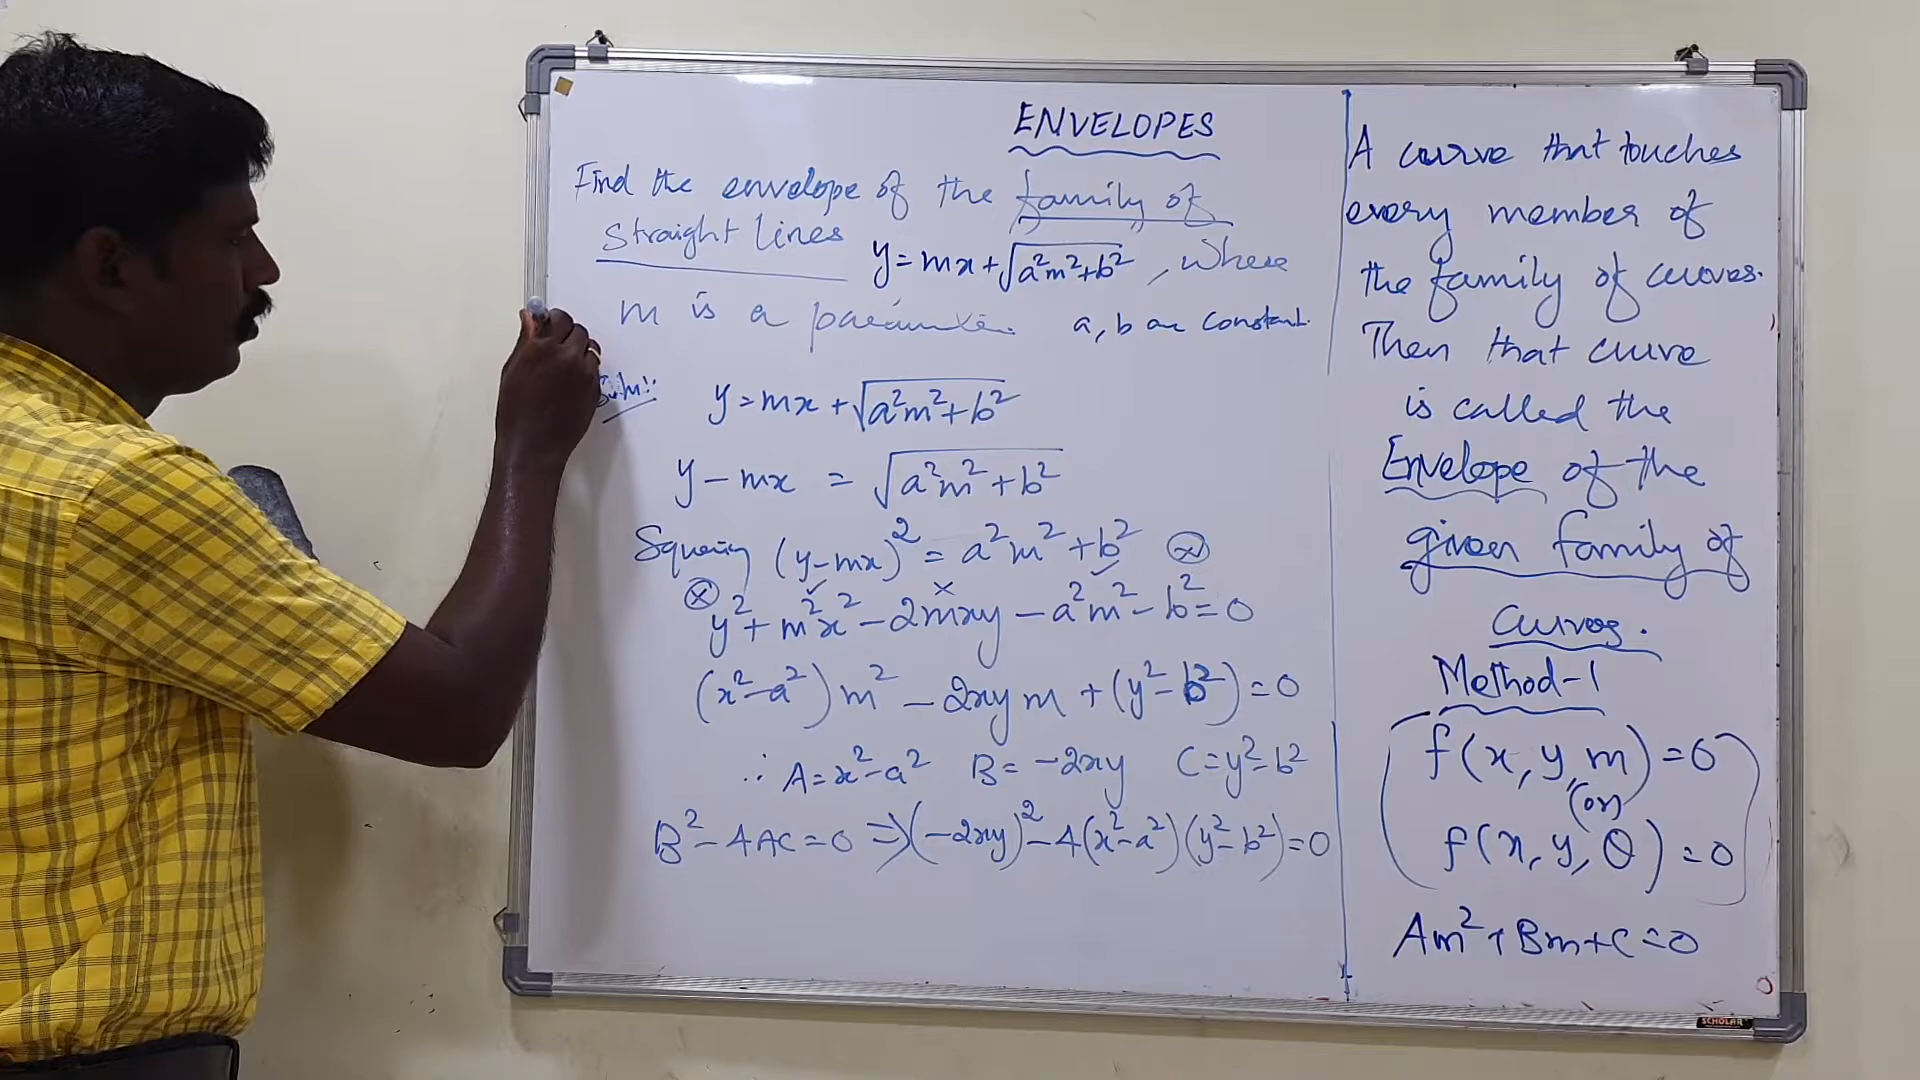 ENVELOPES
Find the envelope of the family of
straight lines
y = mx + √(a²m² + b²), where
m is a parameter. a, b are constant.
Soln:
y = mx + √(a²m² + b²)
y - mx = √(a²m² + b²)
Squaring (y-mx)² = a²m² + b²
y² + m²x² - 2mxy - a²m² - b² = 0
(x² - a²) m² - 2xy m + (y² - b²) = 0
∴ A = x² - a² B = -2xy C = y² - b²
B² - 4AC = 0 ⇒ (-2xy)² - 4(x² - a²)(y² - b²) = 0
A curve that touches
every member of
the family of curves.
Then that curve
is called the
Envelope of the
given family of
Curves.
Method-1
f(x, y, m) = 0
(or)
f(x, y, θ) = 0
Am² + Bm + C = 0
SCHOLAR